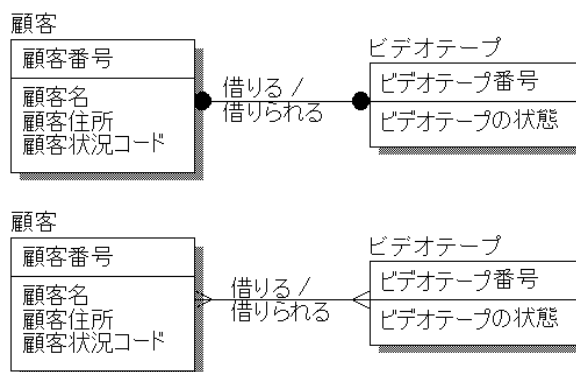 顧客
顧客番号
顧客名
顧客住所
顧客状況コード
借りる /
借りられる
ビデオテープ
ビデオテープ番号
ビデオテープの状態
顧客
顧客番号
顧客名
顧客住所
顧客状況コード
借りる /
借りられる
ビデオテープ
ビデオテープ番号
ビデオテープの状態